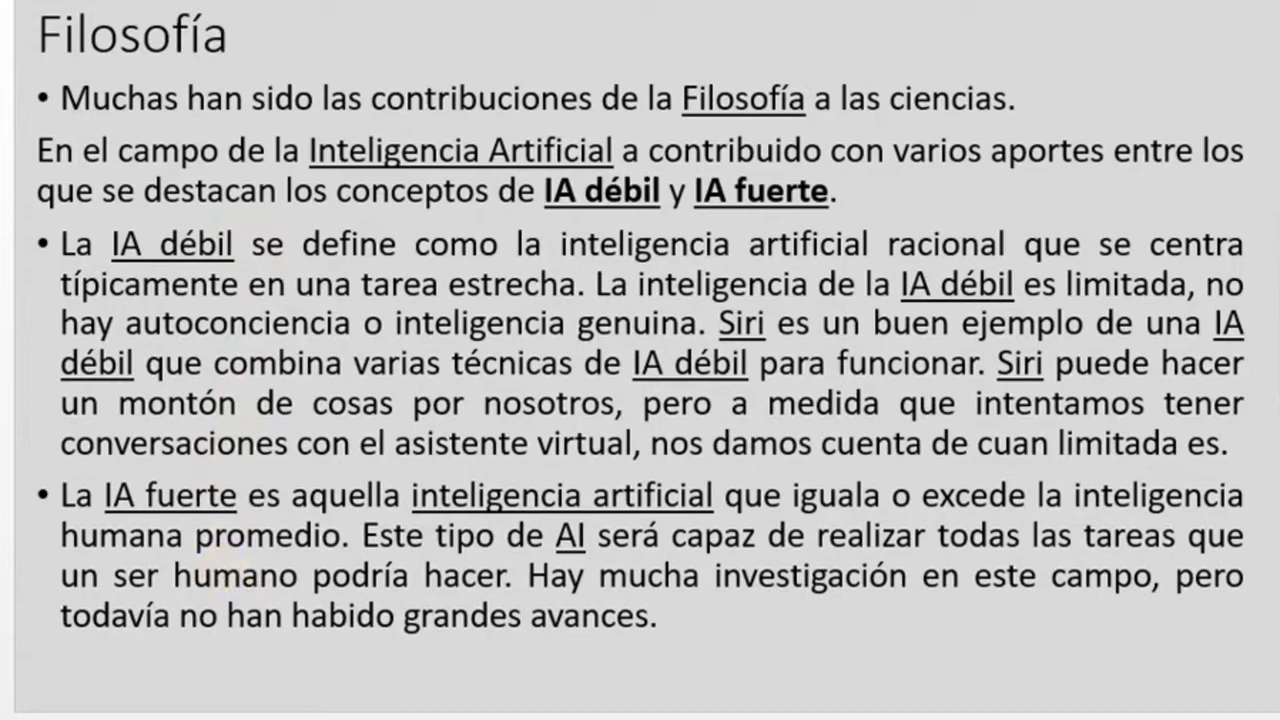 Filosofía
• Muchas han sido las contribuciones de la Filosofía a las ciencias.
En el campo de la Inteligencia Artificial a contribuido con varios aportes entre los
que se destacan los conceptos de IA débil y IA fuerte.
• La IA débil se define como la inteligencia artificial racional que se centra
típicamente en una tarea estrecha. La inteligencia de la IA débil es limitada, no
hay autoconciencia o inteligencia genuina. Siri es un buen ejemplo de una IA
débil que combina varias técnicas de IA débil para funcionar. Siri puede hacer
un montón de cosas por nosotros, pero a medida que intentamos tener
conversaciones con el asistente virtual, nos damos cuenta de cuan limitada es.
• La IA fuerte es aquella inteligencia artificial que iguala o excede la inteligencia
humana promedio. Este tipo de AI será capaz de realizar todas las tareas que
un ser humano podría hacer. Hay mucha investigación en este campo, pero
todavía no han habido grandes avances.